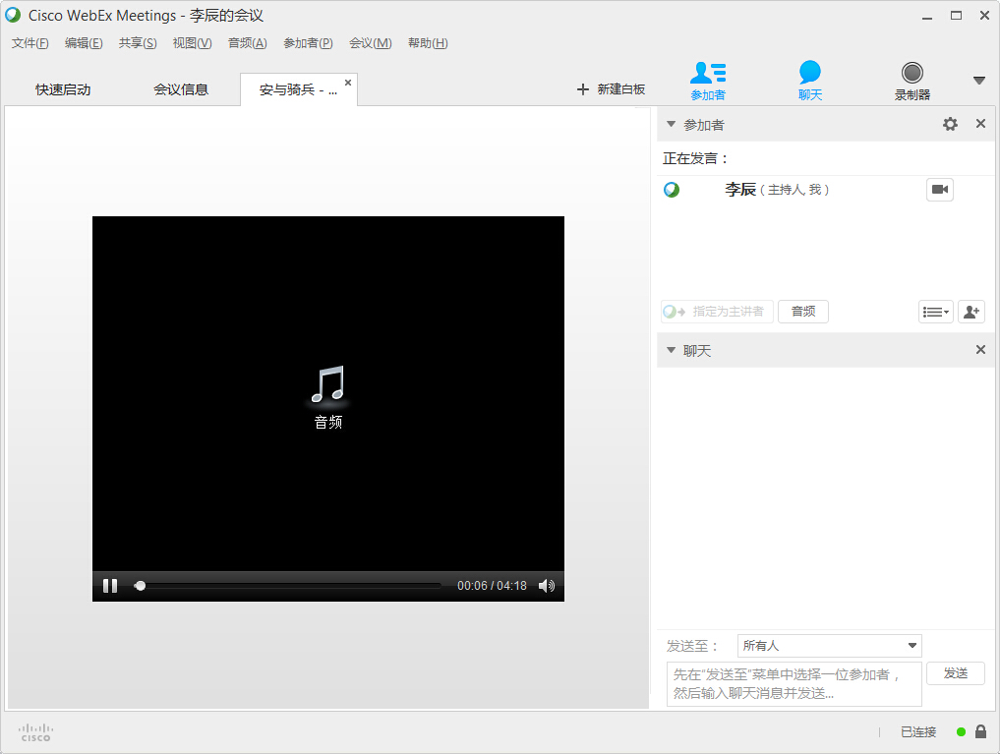 Cisco WebEx Meetings - 李辰的会议
文件(F) 编辑(E) 共享(S) 视图(V) 音频(A) 参加者(P) 会议(M) 帮助(H)
快速启动 会议信息 安与骑兵 - ... 新建白板 参加者 聊天 录制器
参加者
正在发言：
李辰 ( 主持人, 我 )
音频
00:06 / 04:18
指定为主讲者 音频
聊天
发送至： 所有人
先在"发送至"菜单中选择一位参加者，
然后输入聊天消息并发送...
发送
CISCO
已连接